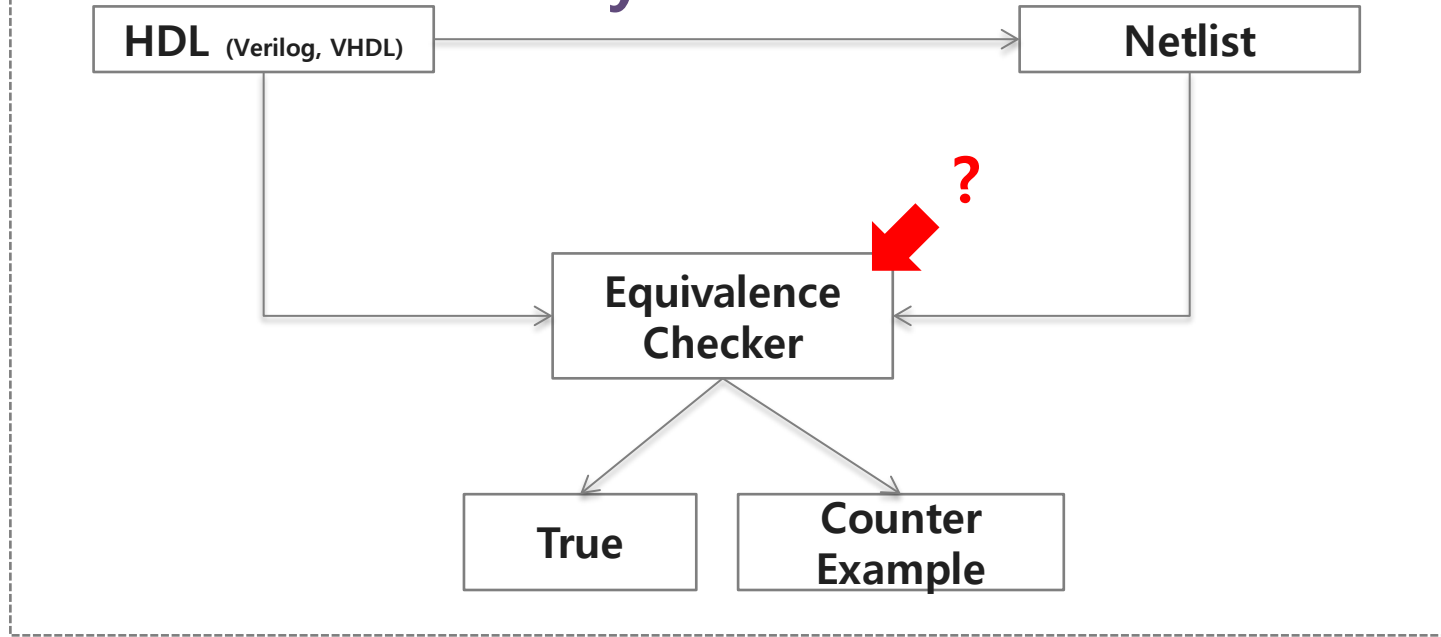 HDL (Verilog, VHDL)
Netlist
?
Equivalence
Checker
True
Counter
Example